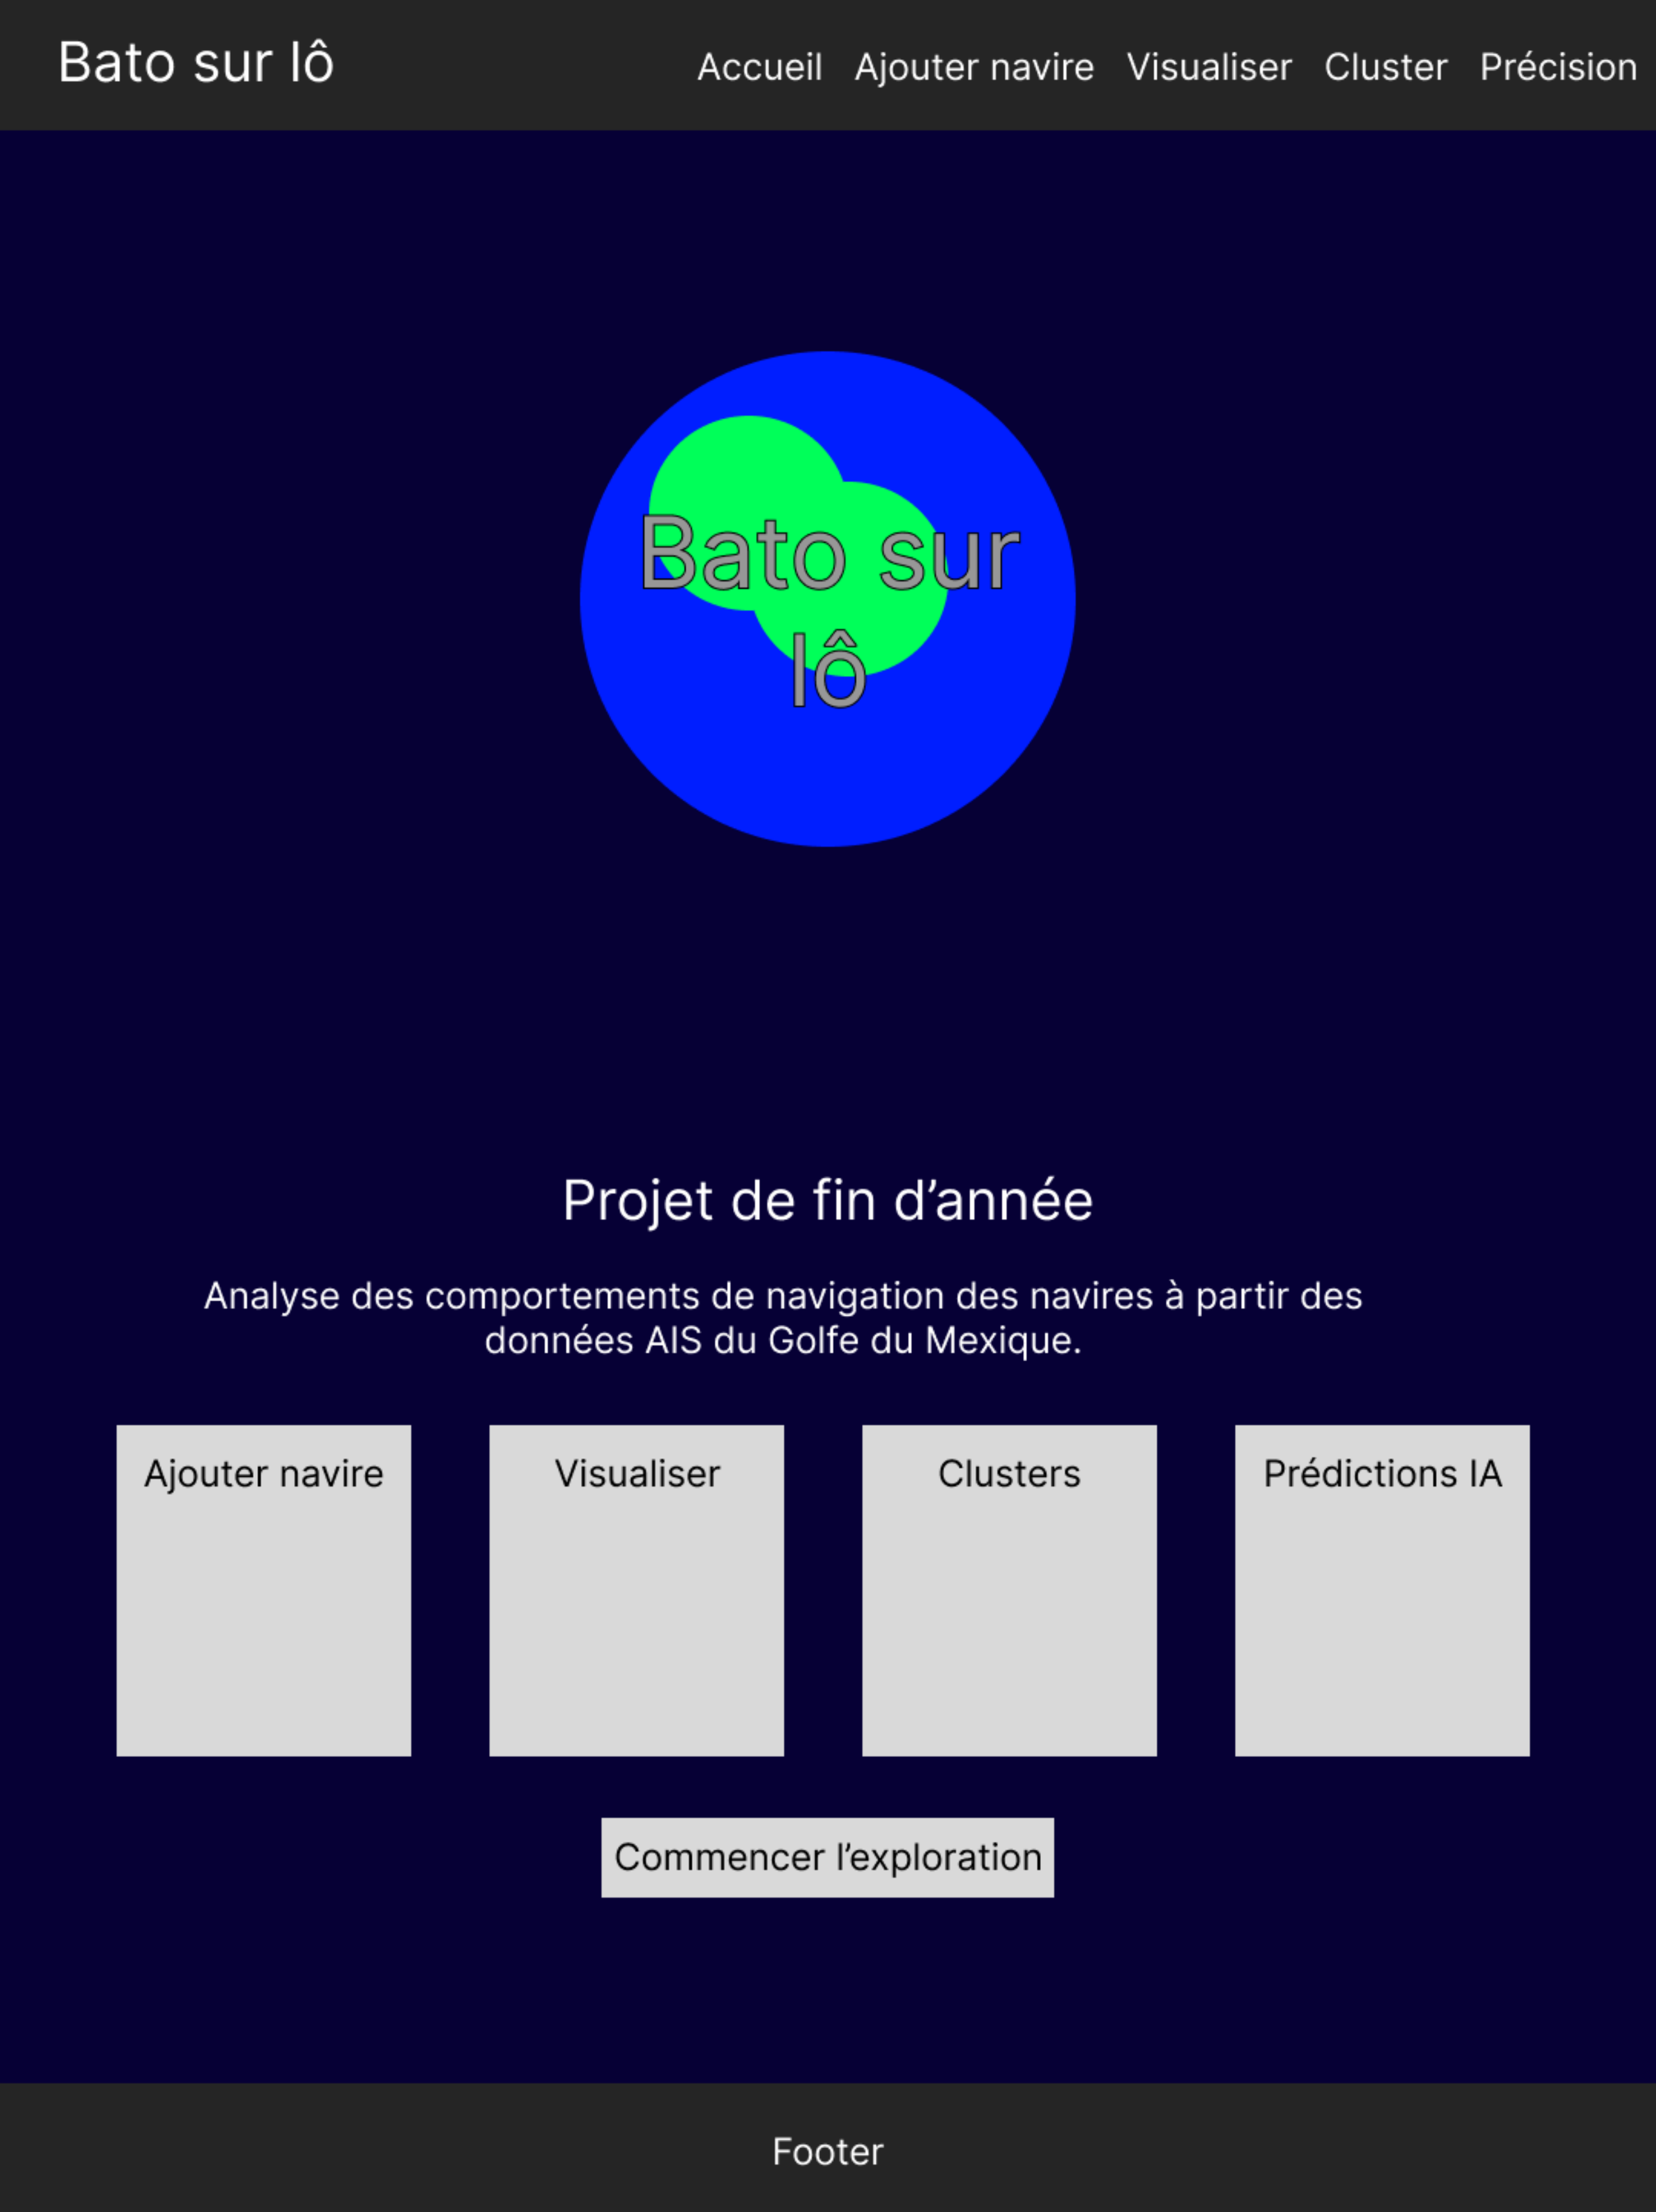 Bato sur lô
Accueil Ajouter navire Visualiser Cluster Précision
Bato sur
lô
Projet de fin d’année
Analyse des comportements de navigation des navires à partir des
données AIS du Golfe du Mexique.
Ajouter navire
Visualiser
Clusters
Prédictions IA
Commencer l’exploration
Footer